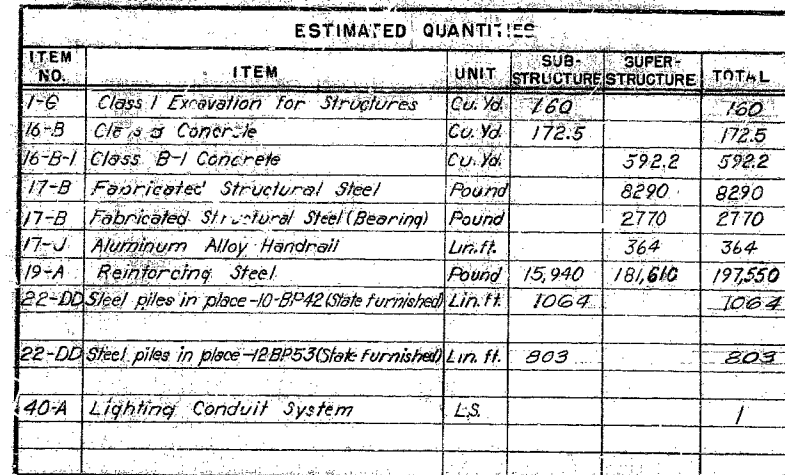 ESTIMATED QUANTITIES
ITEM NO. ITEM UNIT SUB-STRUCTURE SUPER-STRUCTURE TOTAL
1-G Class 1 Excavation for Structures Cu. Yd. 160 160
16-B Class B Concrete Cu. Yd. 172.5 172.5
16-B-1 Class B-1 Concrete Cu. Yd. 592.2 592.2
17-B Fabricated Structural Steel Pound 8290 8290
17-B Fabricated Structural Steel (Bearing) Pound 2770 2770
17-J Aluminum Alloy Handrail Lin. ft. 364 364
19-A Reinforcing Steel Pound 15,940 181,610 197,550
22-DD Steel piles in place-10-BP42 (State furnished) Lin. ft. 1064 1064
22-DD Steel piles in place-12BP53 (State furnished) Lin. ft. 803 803
40-A Lighting Conduit System L.S. 1